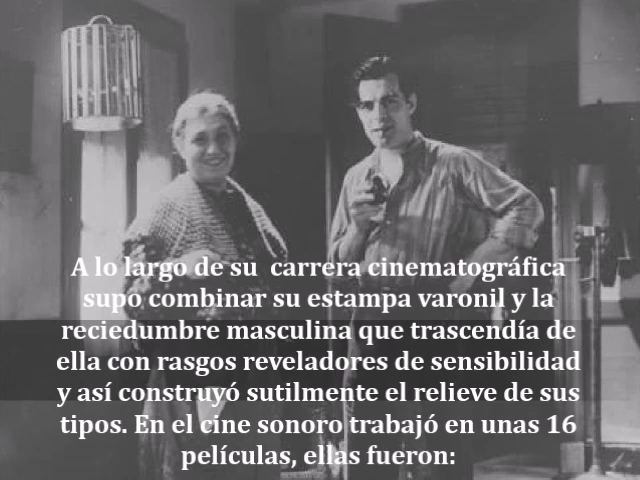 A lo largo de su  carrera cinematográfica
supo combinar su estampa varonil y la
reciedumbre masculina que trascendía de
ella con rasgos reveladores de sensibilidad
y así construyó sutilmente el relieve de sus
tipos. En el cine sonoro trabajó en unas 16
películas, ellas fueron: